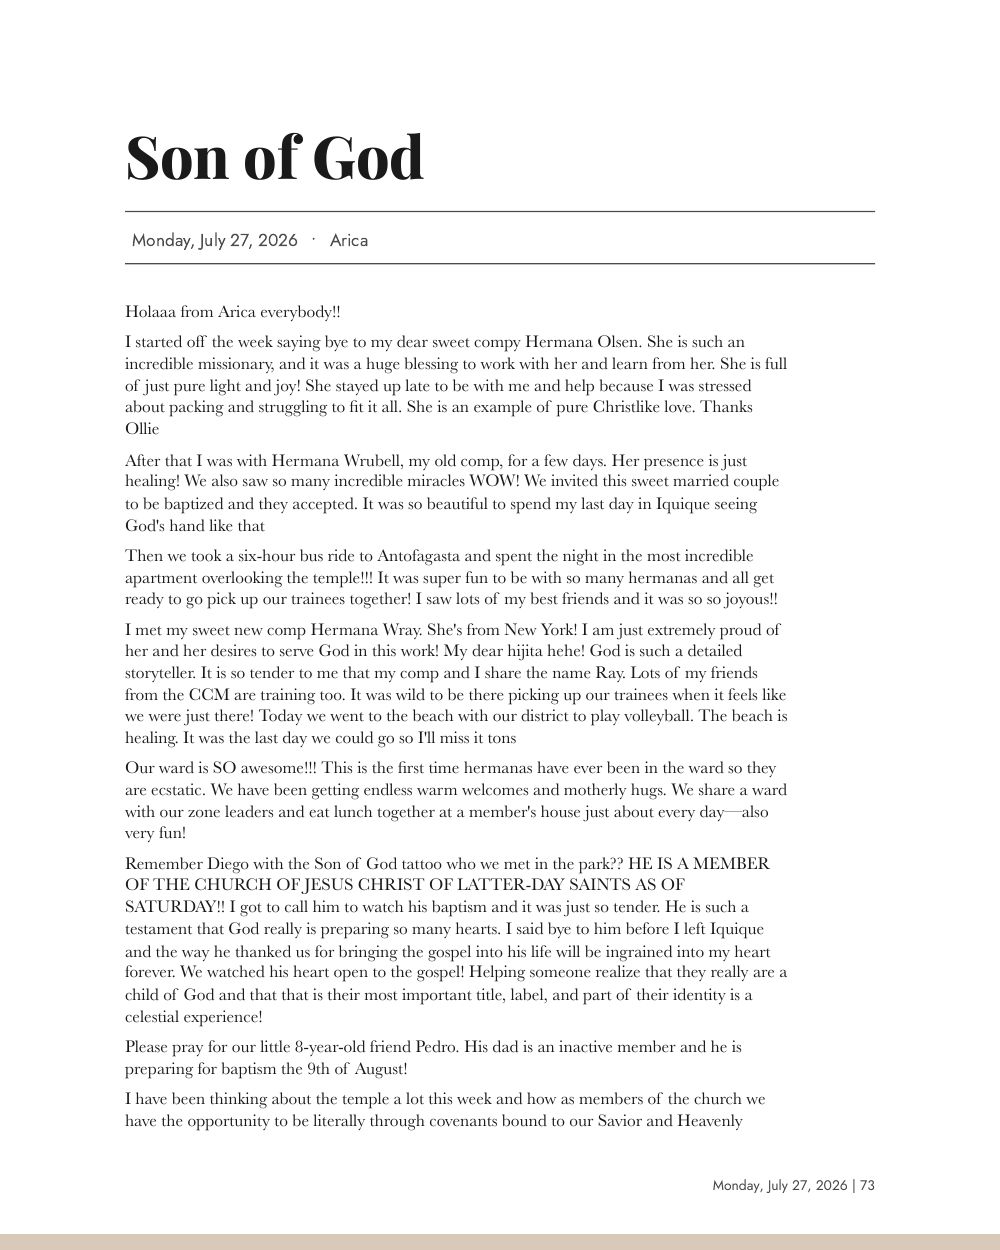 Son of God
Monday, July 27, 2026 · Arica
Holaaa from Arica everybody!!
I started off the week saying bye to my dear sweet compy Hermana Olsen. She is such an
incredible missionary, and it was a huge blessing to work with her and learn from her. She is full
of just pure light and joy! She stayed up late to be with me and help because I was stressed
about packing and struggling to fit it all. She is an example of pure Christlike love. Thanks
Ollie
After that I was with Hermana Wrubell, my old comp, for a few days. Her presence is just
healing! We also saw so many incredible miracles WOW! We invited this sweet married couple
to be baptized and they accepted. It was so beautiful to spend my last day in Iquique seeing
God's hand like that
Then we took a six-hour bus ride to Antofagasta and spent the night in the most incredible
apartment overlooking the temple!!! It was super fun to be with so many hermanas and all get
ready to go pick up our trainees together! I saw lots of my best friends and it was so so joyous!!
I met my sweet new comp Hermana Wray. She's from New York! I am just extremely proud of
her and her desires to serve God in this work! My dear hijita hehe! God is such a detailed
storyteller. It is so tender to me that my comp and I share the name Ray. Lots of my friends
from the CCM are training too. It was wild to be there picking up our trainees when it feels like
we were just there! Today we went to the beach with our district to play volleyball. The beach is
healing. It was the last day we could go so I'll miss it tons
Our ward is SO awesome!!! This is the first time hermanas have ever been in the ward so they
are ecstatic. We have been getting endless warm welcomes and motherly hugs. We share a ward
with our zone leaders and eat lunch together at a member's house just about every day—also
very fun!
Remember Diego with the Son of God tattoo who we met in the park?? HE IS A MEMBER
OF THE CHURCH OF JESUS CHRIST OF LATTER-DAY SAINTS AS OF
SATURDAY!! I got to call him to watch his baptism and it was just so tender. He is such a
testament that God really is preparing so many hearts. I said bye to him before I left Iquique
and the way he thanked us for bringing the gospel into his life will be ingrained into my heart
forever. We watched his heart open to the gospel! Helping someone realize that they really are a
child of God and that that is their most important title, label, and part of their identity is a
celestial experience!
Please pray for our little 8-year-old friend Pedro. His dad is an inactive member and he is
preparing for baptism the 9th of August!
I have been thinking about the temple a lot this week and how as members of the church we
have the opportunity to be literally through covenants bound to our Savior and Heavenly
Monday, July 27, 2026 | 73